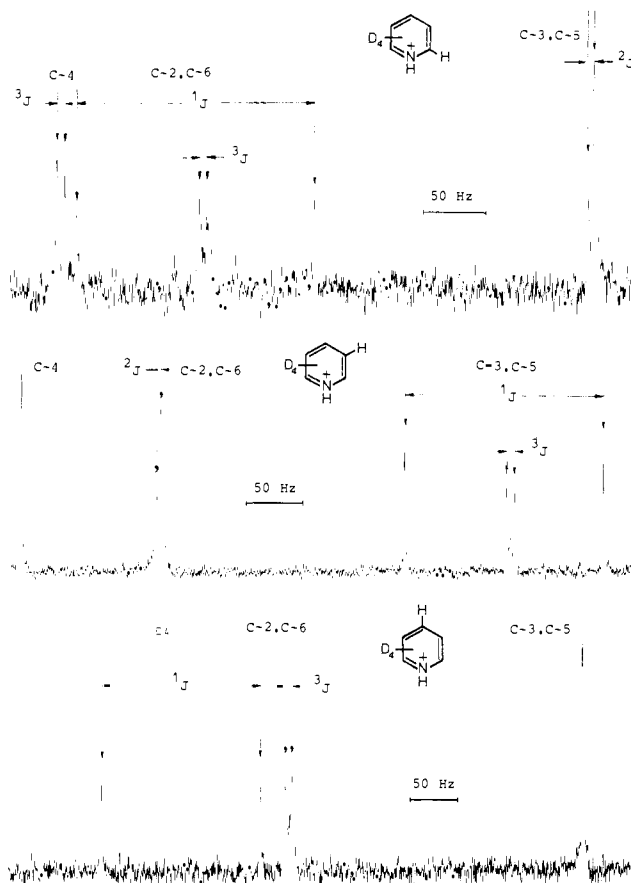 D4
N
+
H
H
C-3,C-5
2J
C-4
C-2,C-6
3J
1J
3J
50 Hz
C-4
2J
C-2,C-6
D4
N
+
H
H
C-3,C-5
1J
3J
50 Hz
C-2,C-6
H
D4
N
+
H
C-3,C-5
1J
3J
50 Hz